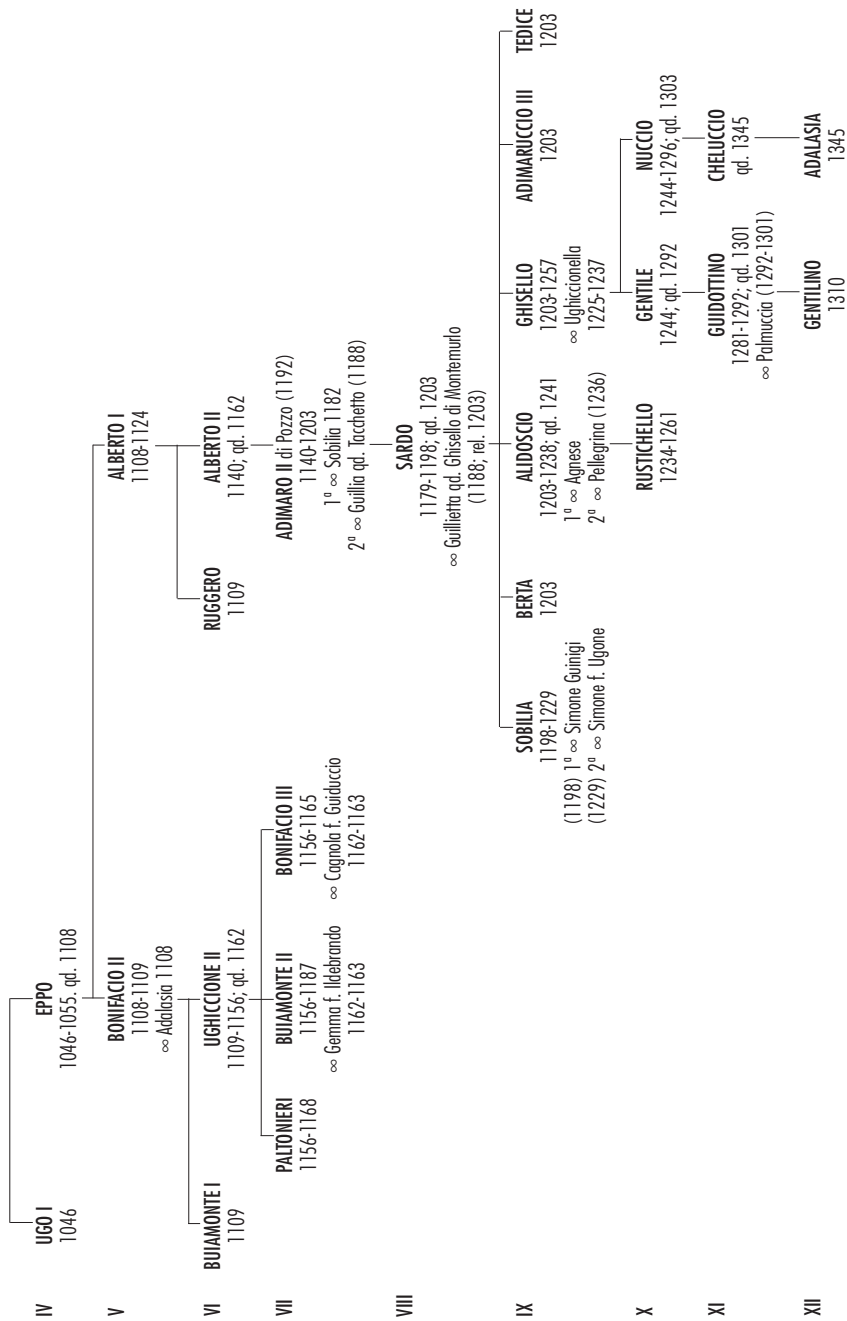 IV
UGO I
1046
EPPO
1046-1055. qd. 1108
V
BONIFACIO II
1108-1109
∞ Adalasia 1108
ALBERTO I
1108-1124
VI
BUIAMONTE I
1109
UGHICCIONE II
1109-1156; qd. 1162
RUGGERO
1109
ALBERTO II
1140; qd. 1162
VII
PALTONIERI
1156-1168
BUIAMONTE II
1156-1187
∞ Gemma f. Ildebrando
1162-1163
BONIFACIO III
1156-1165
∞ Cagnola f. Guiduccio
1162-1163
ADIMARO II di Pozzo (1192)
1140-1203
1ª ∞ Sobilia 1182
2ª ∞ Guillia qd. Tacchetto (1188)
VIII
SARDO
1179-1198; qd. 1203
∞ Guillietta qd. Ghisello di Montemurlo
(1188; rel. 1203)
IX
SOBILIA
1198-1229
(1198) 1ª ∞ Simone Guinigi
(1229) 2ª ∞ Simone f. Ugone
BERTA
1203
ALIDOSCIO
1203-1238; qd. 1241
1ª ∞ Agnese
2ª ∞ Pellegrina (1236)
GHISELLO
1203-1257
∞ Ughiccionella
1225-1237
ADIMARUCCIO III
1203
TEDICE
1203
X
RUSTICHELLO
1234-1261
GENTILE
1244; qd. 1292
NUCCIO
1244-1296; qd. 1303
XI
GUIDOTTINO
1281-1292; qd. 1301
∞ Palmuccia (1292-1301)
CHELUCCIO
qd. 1345
XII
GENTILINO
1310
ADALASIA
1345